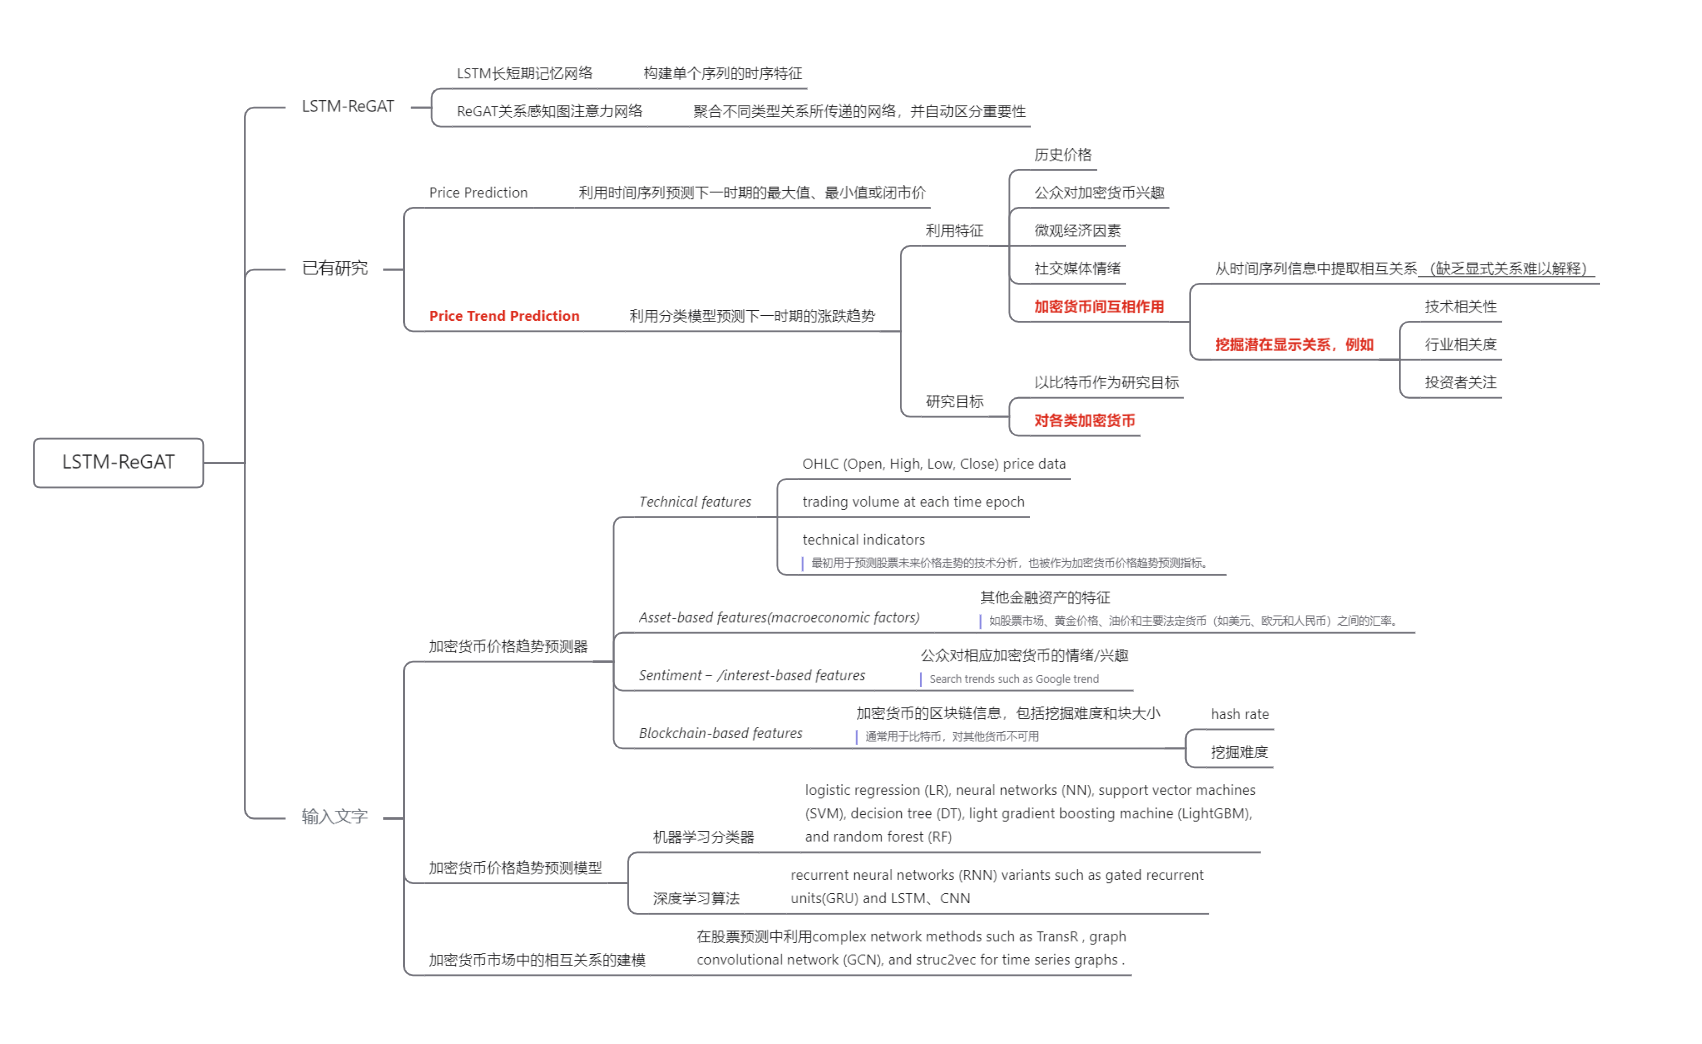 LSTM-ReGAT
LSTM-ReGAT
LSTM长短期记忆网络
构建单个序列的时序特征
ReGAT关系感知图注意力网络
聚合不同类型关系所传递的网络，并自动区分重要性
已有研究
Price Prediction
利用时间序列预测下一时期的最大值、最小值或闭市价
Price Trend Prediction
利用分类模型预测下一时期的涨跌趋势
利用特征
历史价格
公众对加密货币兴趣
微观经济因素
社交媒体情绪
加密货币间互相作用
从时间序列信息中提取相互关系（缺乏显式关系难以解释）
挖掘潜在显示关系，例如
技术相关性
行业相关度
投资者关注
研究目标
以比特币作为研究目标
对各类加密货币
输入文字
加密货币价格趋势预测器
Technical features
OHLC (Open, High, Low, Close) price data
trading volume at each time epoch
technical indicators
最初用于预测股票未来价格走势的技术分析，也被作为加密货币价格趋势预测指标。
Asset-based features(macroeconomic factors)
其他金融资产的特征
如股票市场、黄金价格、油价和主要法定货币（如美元、欧元和人民币）之间的汇率。
Sentiment – /interest-based features
公众对相应加密货币的情绪/兴趣
Search trends such as Google trend
Blockchain-based features
加密货币的区块链信息，包括挖掘难度和块大小
通常用于比特币，对其他货币不可用
hash rate
挖掘难度
加密货币价格趋势预测模型
机器学习分类器
logistic regression (LR), neural networks (NN), support vector machines
(SVM), decision tree (DT), light gradient boosting machine (LightGBM),
and random forest (RF)
深度学习算法
recurrent neural networks (RNN) variants such as gated recurrent
units(GRU) and LSTM、CNN
加密货币市场中的相互关系的建模
在股票预测中利用complex network methods such as TransR , graph
convolutional network (GCN), and struc2vec for time series graphs .